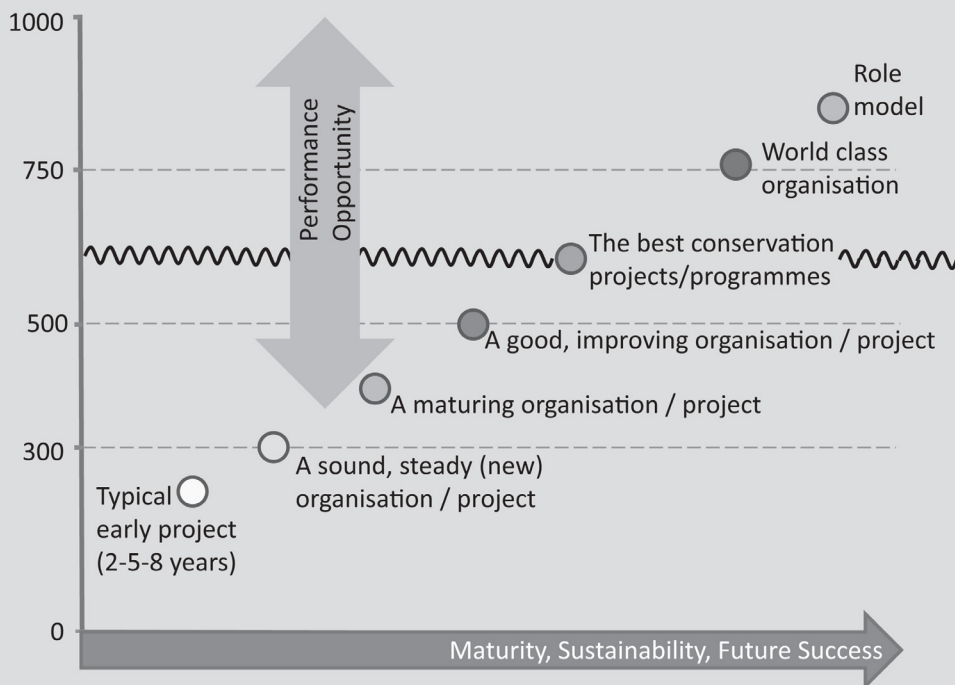 1000
Role
model
World class
organisation
750
Performance
Opportunity
The best conservation
projects/programmes
500
A good, improving organisation / project
A maturing organisation / project
300
A sound, steady (new)
organisation / project
Typical
early project
(2-5-8 years)
0
Maturity, Sustainability, Future Success